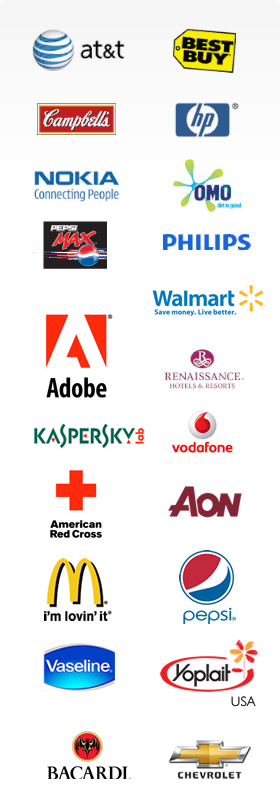 at&t
BEST
BUY
Campbell's
hp®
NOKIA
Connecting People
OMO
dirt is good
PEPSI
MAX
PHILIPS
Walmart
Save money. Live better.
Adobe®
R
RENAISSANCE®
HOTELS & RESORTS
KASPERSKY lab
vodafone
American
Red Cross
AON
M
i'm lovin' it®
pepsi®
Vaseline.
Yoplait
USA
BACARDI
CHEVROLET